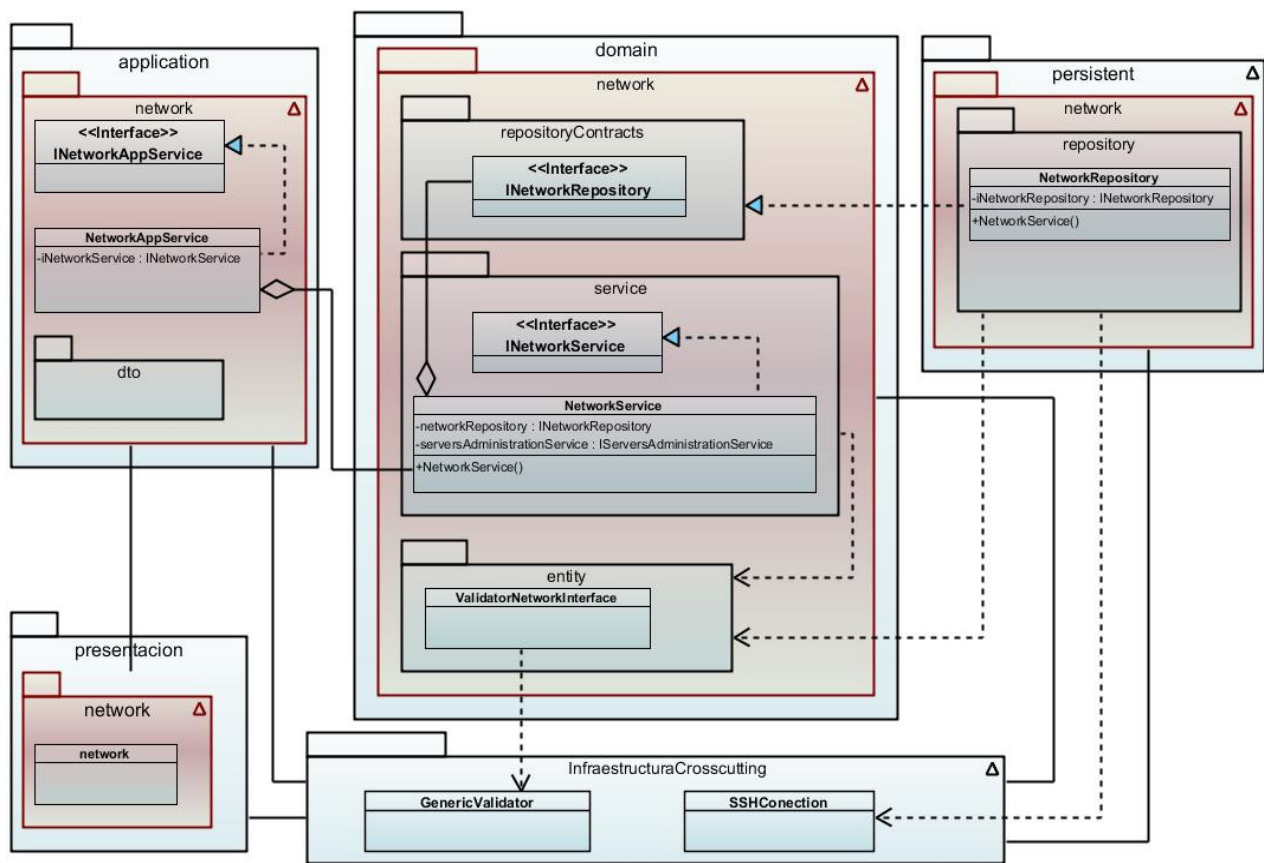 application
network
<<Interface>>
INetworkAppService
NetworkAppService
-iNetworkService : INetworkService
dto
domain
network
repositoryContracts
<<Interface>>
INetworkRepository
service
<<Interface>>
INetworkService
NetworkService
-networkRepository : INetworkRepository
-serversAdministrationService : IServersAdministrationService
+NetworkService()
entity
ValidatorNetworkInterface
persistent
network
repository
NetworkRepository
-iNetworkRepository : INetworkRepository
+NetworkService()
presentacion
network
network
InfraestructuraCrosscutting
GenericValidator
SSHConection